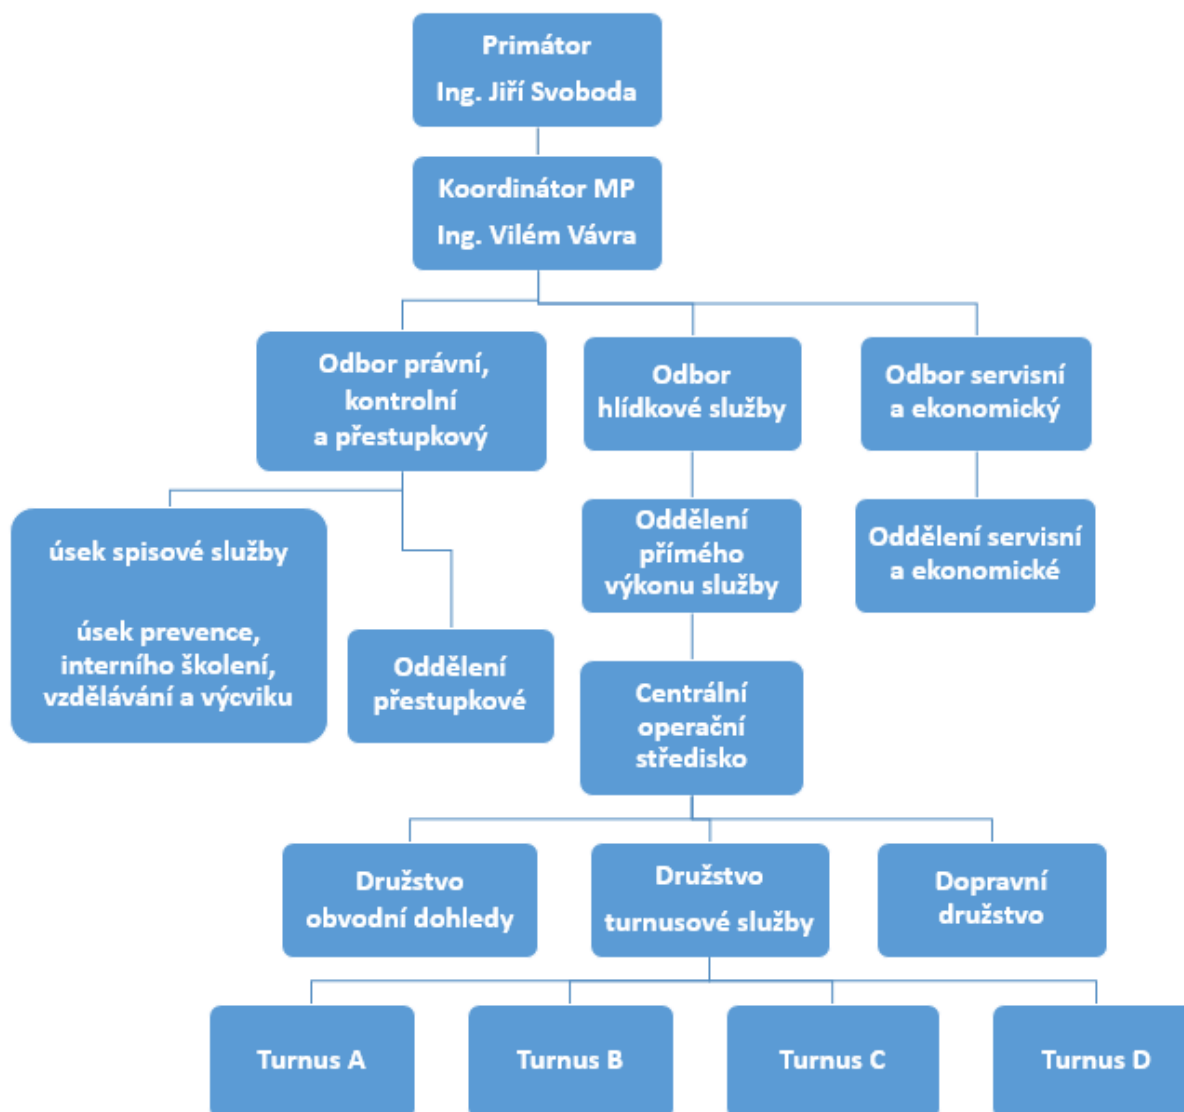 Primátor
Ing. Jiří Svoboda
Koordinátor MP
Ing. Vilém Vávra
Odbor právní,
kontrolní
a přestupkový
Odbor
hlídkové služby
Odbor servisní
a ekonomický
úsek spisové služby
úsek prevence,
interního školení,
vzdělávání a výcviku
Oddělení
přestupkové
Oddělení
přímého
výkonu služby
Oddělení servisní
a ekonomické
Centrální
operační
středisko
Družstvo
obvodní dohledy
Družstvo
turnusové služby
Dopravní
družstvo
Turnus A
Turnus B
Turnus C
Turnus D